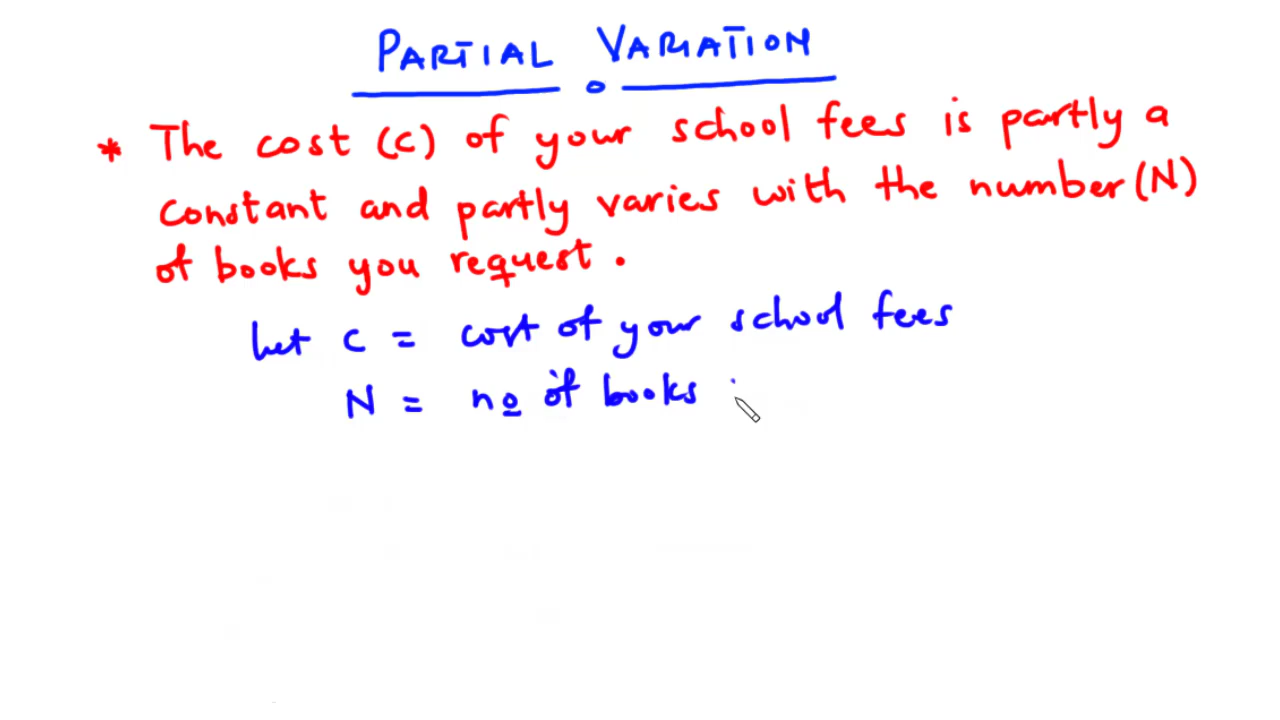 PARTIAL VARIATION
* The cost (C) of your school fees is partly a
constant and partly varies with the number (N)
of books you request.
Let C = cost of your school fees
N = no of books